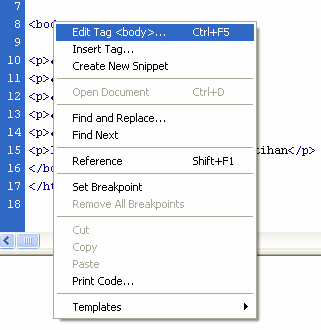 7
8 <bod
9
10 <p>
11 <p>
12 <p>
13 <p>
14 <p>
15 <p> tihan</p>
16 </bo
17 </ht
18
Edit Tag <body>... Ctrl+F5
Insert Tag...
Create New Snippet
Open Document Ctrl+D
Find and Replace...
Find Next
Reference Shift+F1
Set Breakpoint
Remove All Breakpoints
Cut
Copy
Paste
Print Code...
Templates